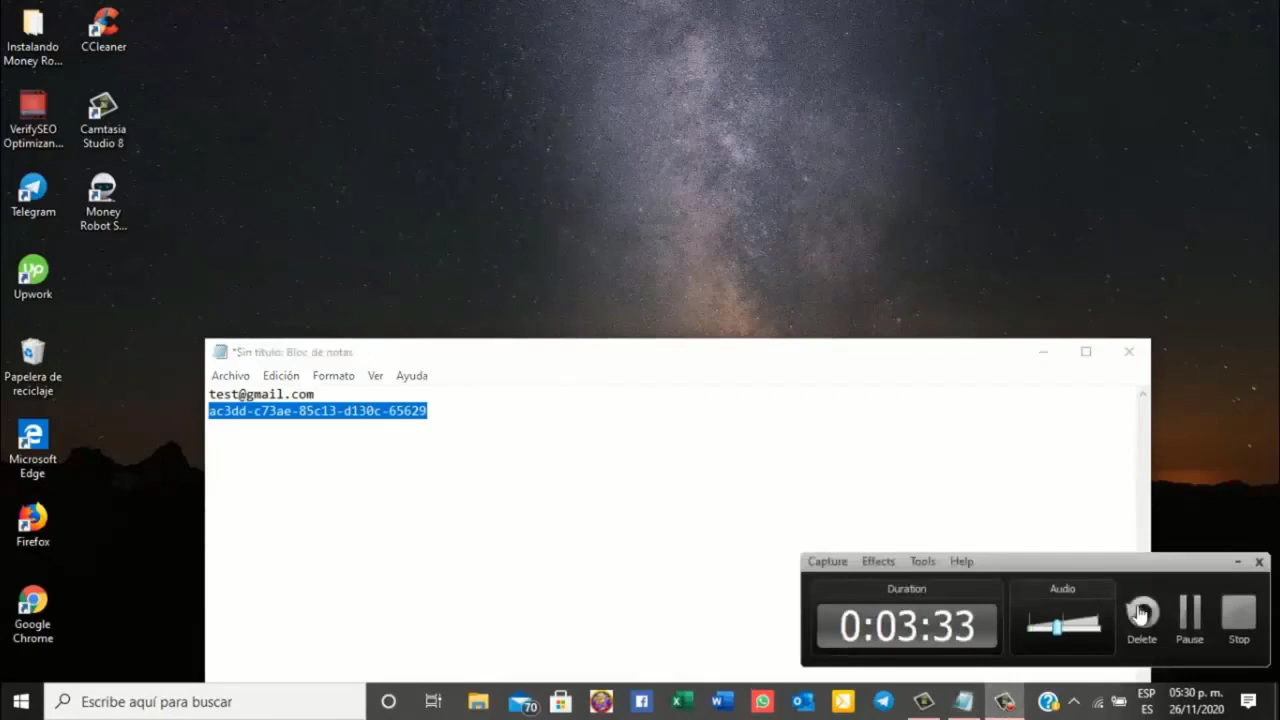 Instalando
Money Ro...
CCleaner
VerifySEO
Optimizan...
Camtasia
Studio 8
Telegram
Money
Robot S...
Up
Upwork
Papelera de
reciclaje
Microsoft
Edge
Firefox
Google
Chrome
*Sin título: Bloc de notas
Archivo Edición Formato Ver Ayuda
test@gmail.com
ac3dd-c73ae-85c13-d130c-65629
Capture Effects Tools Help
Duration
Audio
0:03:33
Delete
Pause
Stop
Escribe aquí para buscar
70
ESP
ES
05:30 p. m.
26/11/2020